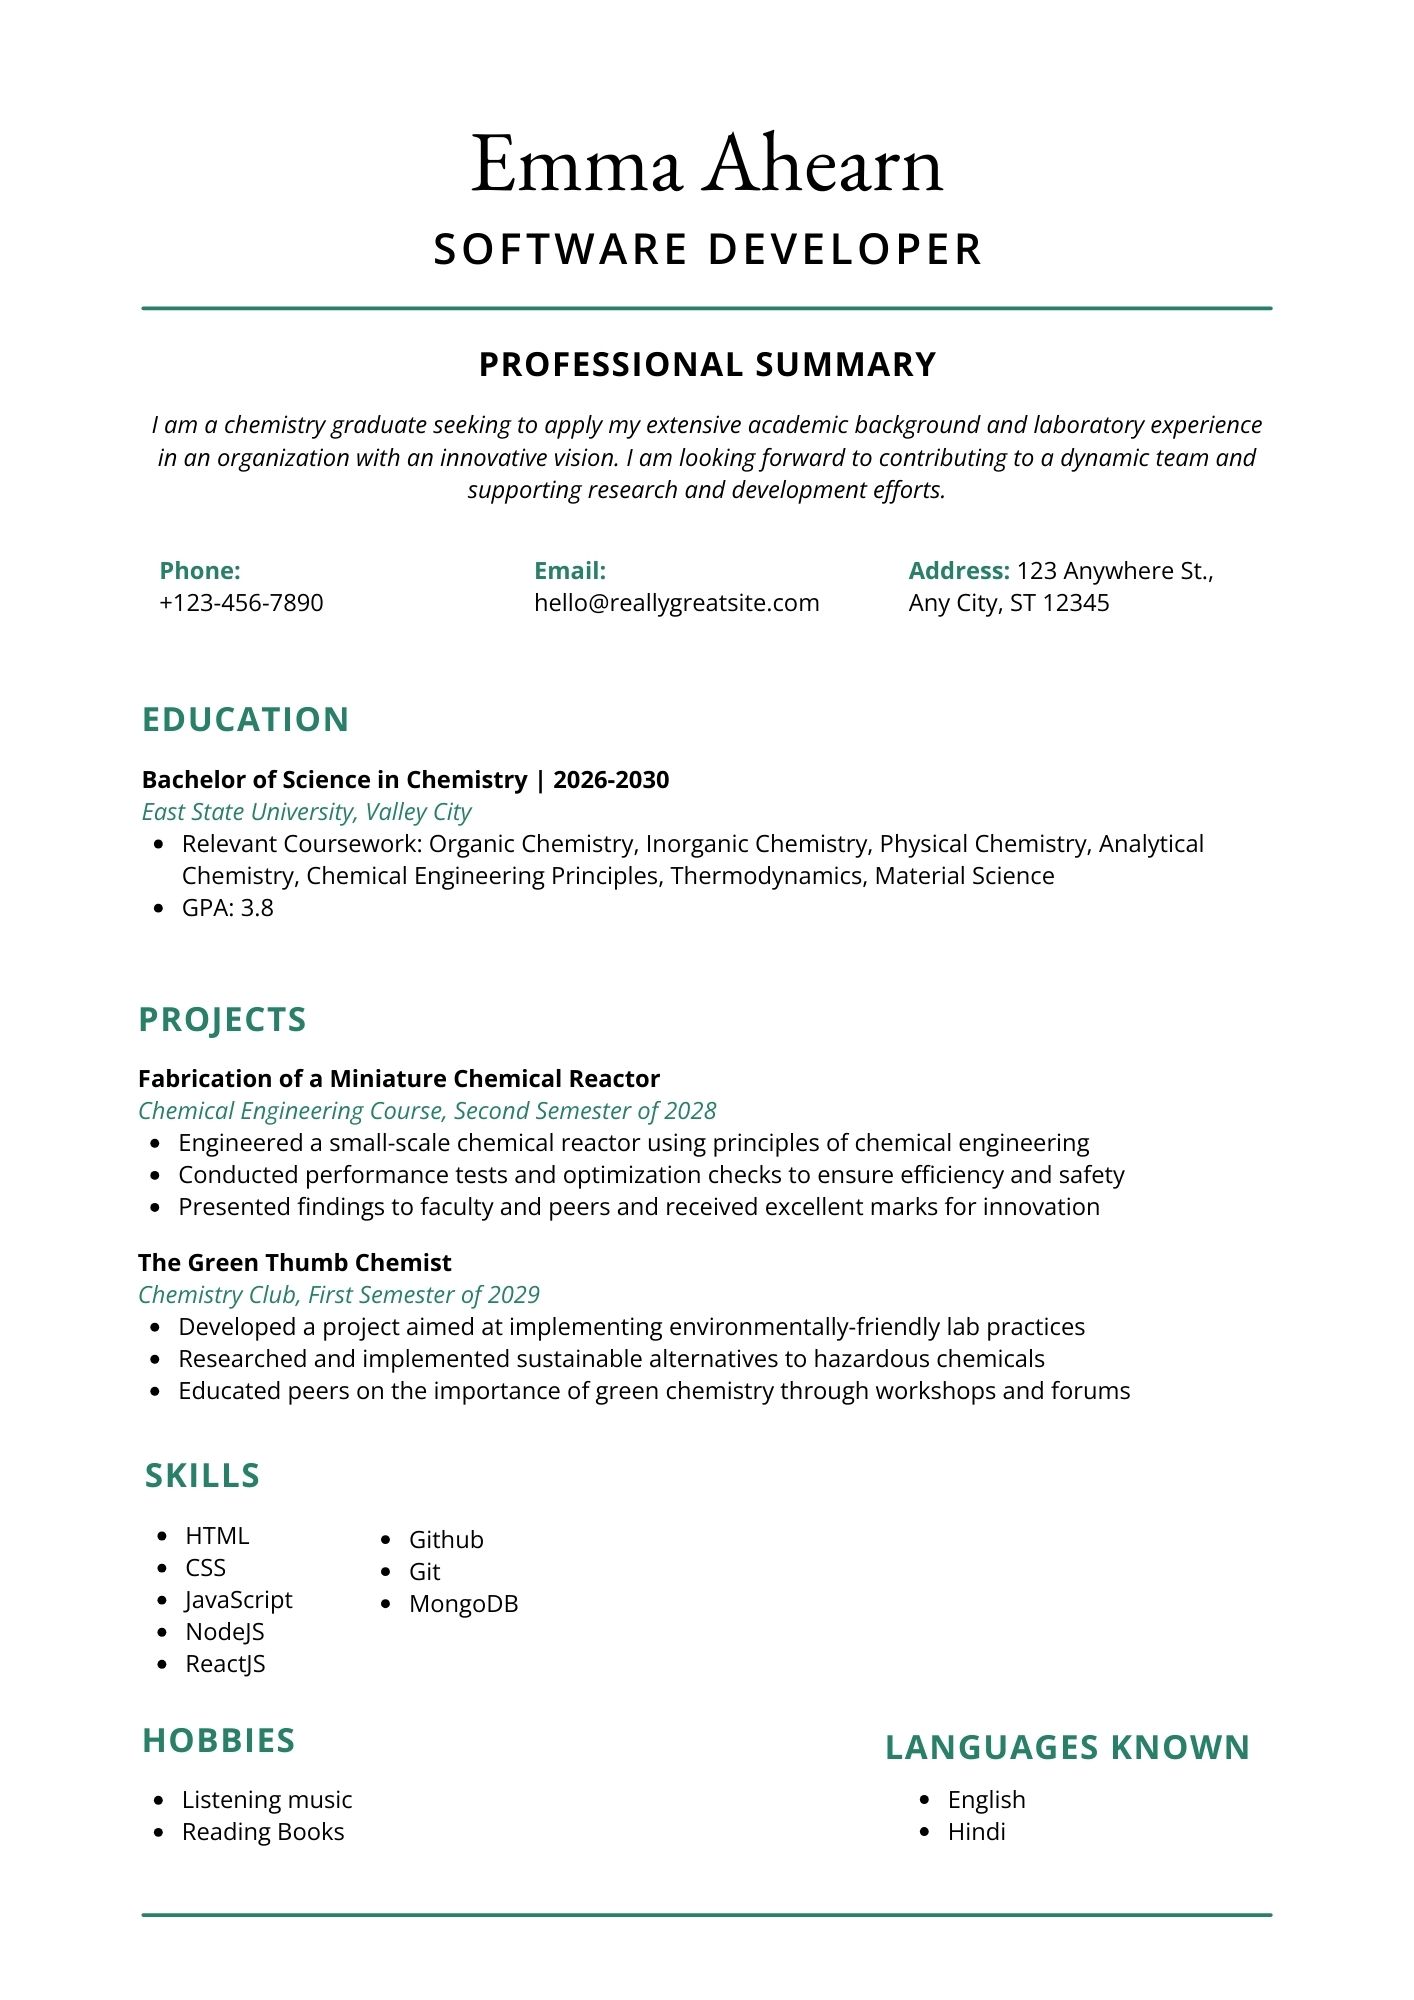 Emma Ahearn
SOFTWARE DEVELOPER
PROFESSIONAL SUMMARY
I am a chemistry graduate seeking to apply my extensive academic background and laboratory experience
in an organization with an innovative vision. I am looking forward to contributing to a dynamic team and
supporting research and development efforts.
Phone:
+123-456-7890
Email:
hello@reallygreatsite.com
Address: 123 Anywhere St.,
Any City, ST 12345
EDUCATION
Bachelor of Science in Chemistry | 2026-2030
East State University, Valley City
• Relevant Coursework: Organic Chemistry, Inorganic Chemistry, Physical Chemistry, Analytical
Chemistry, Chemical Engineering Principles, Thermodynamics, Material Science
• GPA: 3.8
PROJECTS
Fabrication of a Miniature Chemical Reactor
Chemical Engineering Course, Second Semester of 2028
• Engineered a small-scale chemical reactor using principles of chemical engineering
• Conducted performance tests and optimization checks to ensure efficiency and safety
• Presented findings to faculty and peers and received excellent marks for innovation
The Green Thumb Chemist
Chemistry Club, First Semester of 2029
• Developed a project aimed at implementing environmentally-friendly lab practices
• Researched and implemented sustainable alternatives to hazardous chemicals
• Educated peers on the importance of green chemistry through workshops and forums
SKILLS
• HTML
• CSS
• JavaScript
• NodeJS
• ReactJS
• Github
• Git
• MongoDB
HOBBIES
• Listening music
• Reading Books
LANGUAGES KNOWN
• English
• Hindi